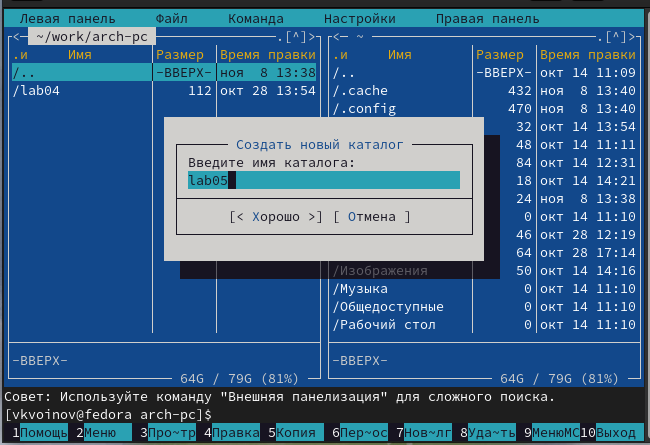 Левая панель Файл Команда Настройки Правая панель
<─ ~/work/arch-pc ─.[^]> <─ ~ ─.[^]>
.и Имя Размер Время правки .и Имя Размер Время правки
/.. -ВВЕРХ- ноя 8 13:38 /.. -ВВЕРХ- окт 14 11:09
/lab04 112 окт 28 13:54 /.cache 432 ноя 8 13:40
/.config 470 ноя 8 13:40
32 окт 14 13:54
Создать новый каталог 48 окт 14 11:11
Введите имя каталога: 84 окт 14 12:31
lab05 18 окт 14 14:21
24 ноя 8 13:38
[< Хорошо >] [ Отмена ] 0 окт 14 11:10
46 окт 28 12:19
64 окт 28 17:14
/Изображения 50 окт 14 14:16
/Музыка 0 окт 14 11:10
/Общедоступные 0 окт 14 11:10
/Рабочий стол 0 окт 14 11:10
-ВВЕРХ- -ВВЕРХ-
64G / 79G (81%) 64G / 79G (81%)
Совет: Используйте команду "Внешняя панелизация" для сложного поиска.
[vkvoinov@fedora arch-pc]$
1Помощь 2Меню 3Про~тр 4Правка 5Копия 6Пер~ос 7Нов~лг 8Уда~ть 9МенюМС 10Выход